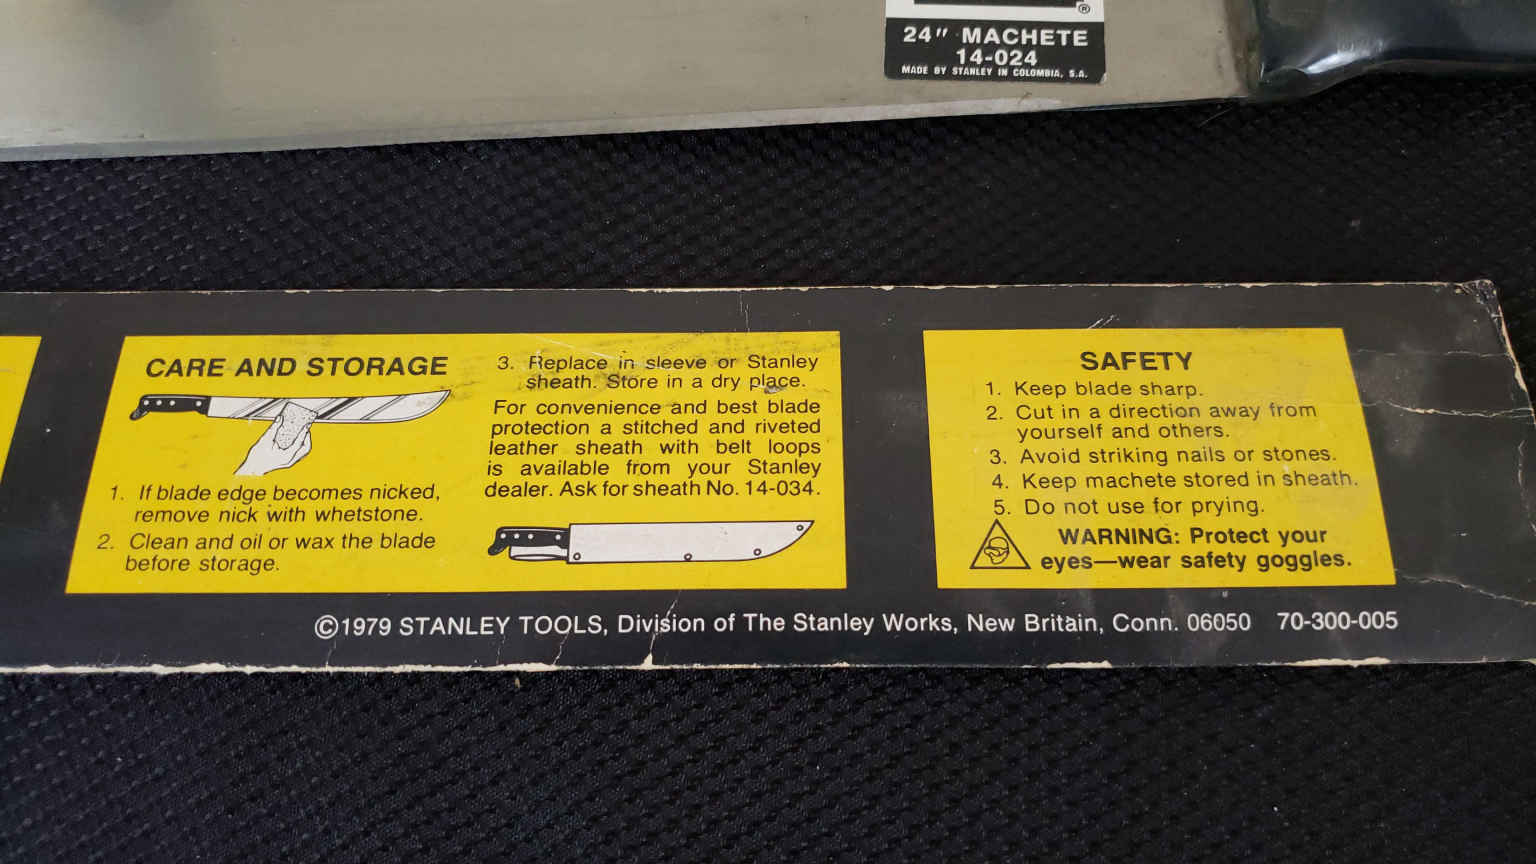 ®
24" MACHETE
14-024
MADE BY STANLEY IN COLOMBIA, S.A.
CARE AND STORAGE
1. If blade edge becomes nicked,
remove nick with whetstone.
2. Clean and oil or wax the blade
before storage.
3. Replace in sleeve or Stanley
sheath. Store in a dry place.
For convenience and best blade
protection a stitched and riveted
leather sheath with belt loops
is available from your Stanley
dealer. Ask for sheath No. 14-034.
SAFETY
1. Keep blade sharp.
2. Cut in a direction away from
yourself and others.
3. Avoid striking nails or stones.
4. Keep machete stored in sheath.
5. Do not use for prying.
WARNING: Protect your
eyes—wear safety goggles.
©1979 STANLEY TOOLS, Division of The Stanley Works, New Britain, Conn. 06050 70-300-005